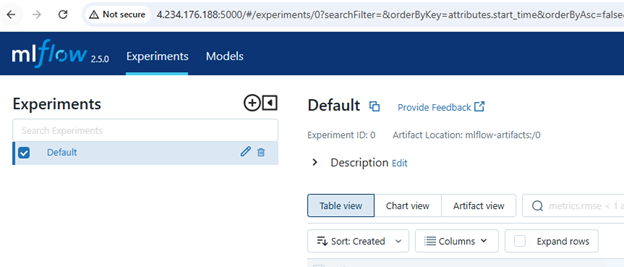 Not secure 4.234.176.188:5000/#/experiments/0?searchFilter=&orderByKey=attributes.start_time&orderByAsc=false
mlflow 2.5.0 Experiments Models
Experiments
Search Experiments
Default
Default Provide Feedback
Experiment ID: 0 Artifact Location: mlflow-artifacts:/0
Description Edit
Table view Chart view Artifact view metrics.rmse < 1
Sort: Created Columns Expand rows